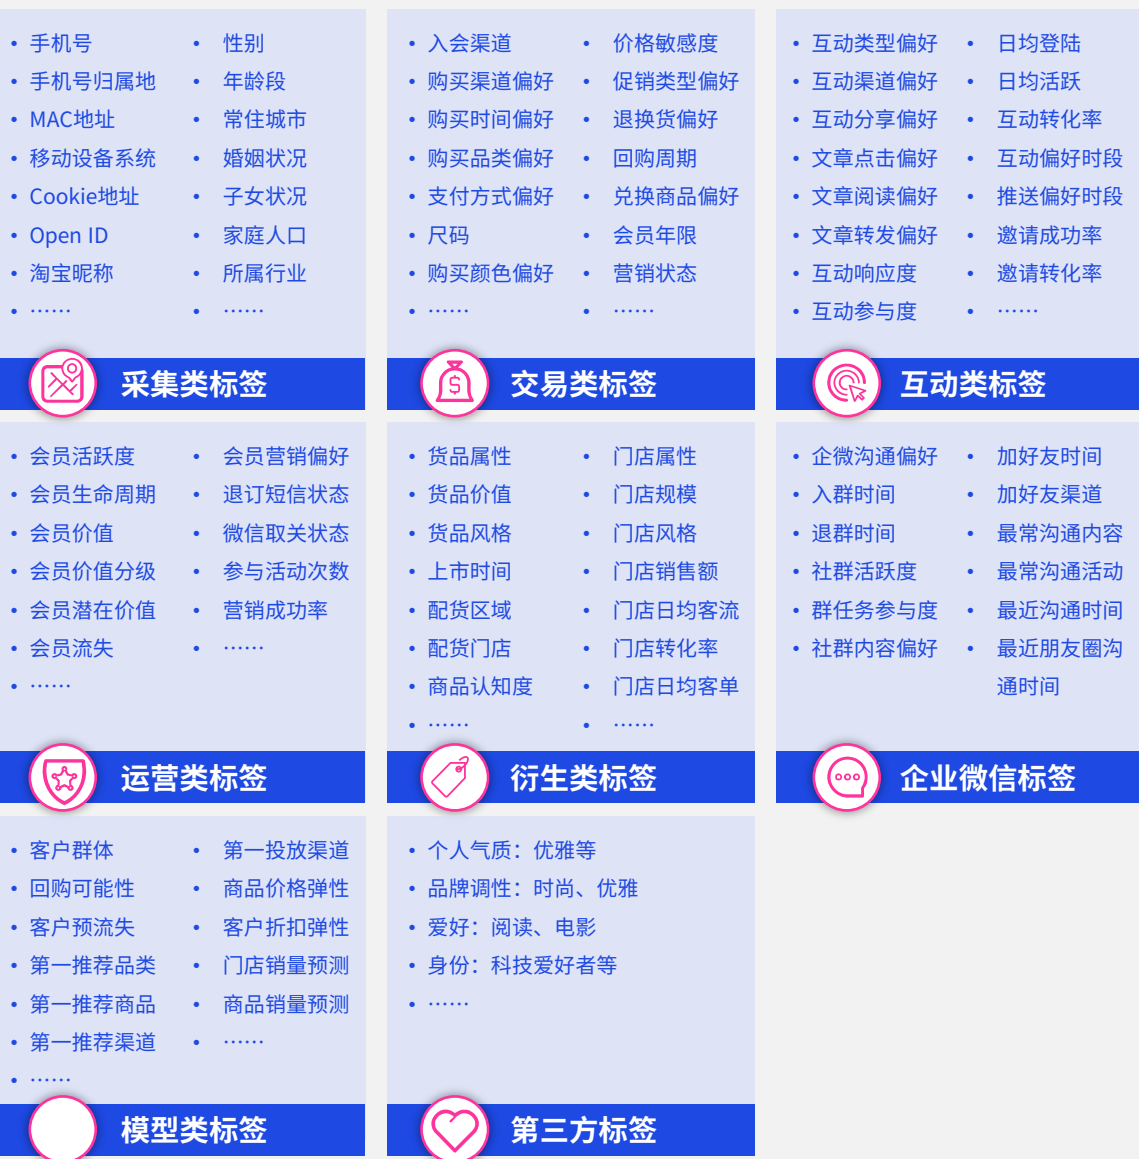 • 手机号
• 手机号归属地
• MAC地址
• 移动设备系统
• Cookie地址
• Open ID
• 淘宝昵称
• ……
• 性别
• 年龄段
• 常住城市
• 婚姻状况
• 子女状况
• 家庭人口
• 所属行业
• ……
采集类标签
• 入会渠道
• 购买渠道偏好
• 购买时间偏好
• 购买品类偏好
• 支付方式偏好
• 尺码
• 购买颜色偏好
• ……
• 价格敏感度
• 促销类型偏好
• 退换货偏好
• 回购周期
• 兑换商品偏好
• 会员年限
• 营销状态
• ……
交易类标签
• 互动类型偏好
• 互动渠道偏好
• 互动分享偏好
• 文章点击偏好
• 文章阅读偏好
• 文章转发偏好
• 互动响应度
• 互动参与度
• 日均登陆
• 日均活跃
• 互动转化率
• 互动偏好时段
• 推送偏好时段
• 邀请成功率
• 邀请转化率
• ……
互动类标签
• 会员活跃度
• 会员生命周期
• 会员价值
• 会员价值分级
• 会员潜在价值
• 会员流失
• ……
• 会员营销偏好
• 退订短信状态
• 微信取关状态
• 参与活动次数
• 营销成功率
• ……
运营类标签
• 货品属性
• 货品价值
• 货品风格
• 上市时间
• 配货区域
• 配货门店
• 商品认知度
• ……
• 门店属性
• 门店规模
• 门店风格
• 门店销售额
• 门店日均客流
• 门店转化率
• 门店日均客单
• ……
衍生类标签
• 企微沟通偏好
• 入群时间
• 退群时间
• 社群活跃度
• 群任务参与度
• 社群内容偏好
• 加好友时间
• 加好友渠道
• 最常沟通内容
• 最常沟通活动
• 最近沟通时间
• 最近朋友圈沟
通时间
企业微信标签
• 客户群体
• 回购可能性
• 客户预流失
• 第一推荐品类
• 第一推荐商品
• 第一推荐渠道
• ……
• 第一投放渠道
• 商品价格弹性
• 客户折扣弹性
• 门店销量预测
• 商品销量预测
• ……
模型类标签
• 个人气质：优雅等
• 品牌调性：时尚、优雅
• 爱好：阅读、电影
• 身份：科技爱好者等
• ……
第三方标签